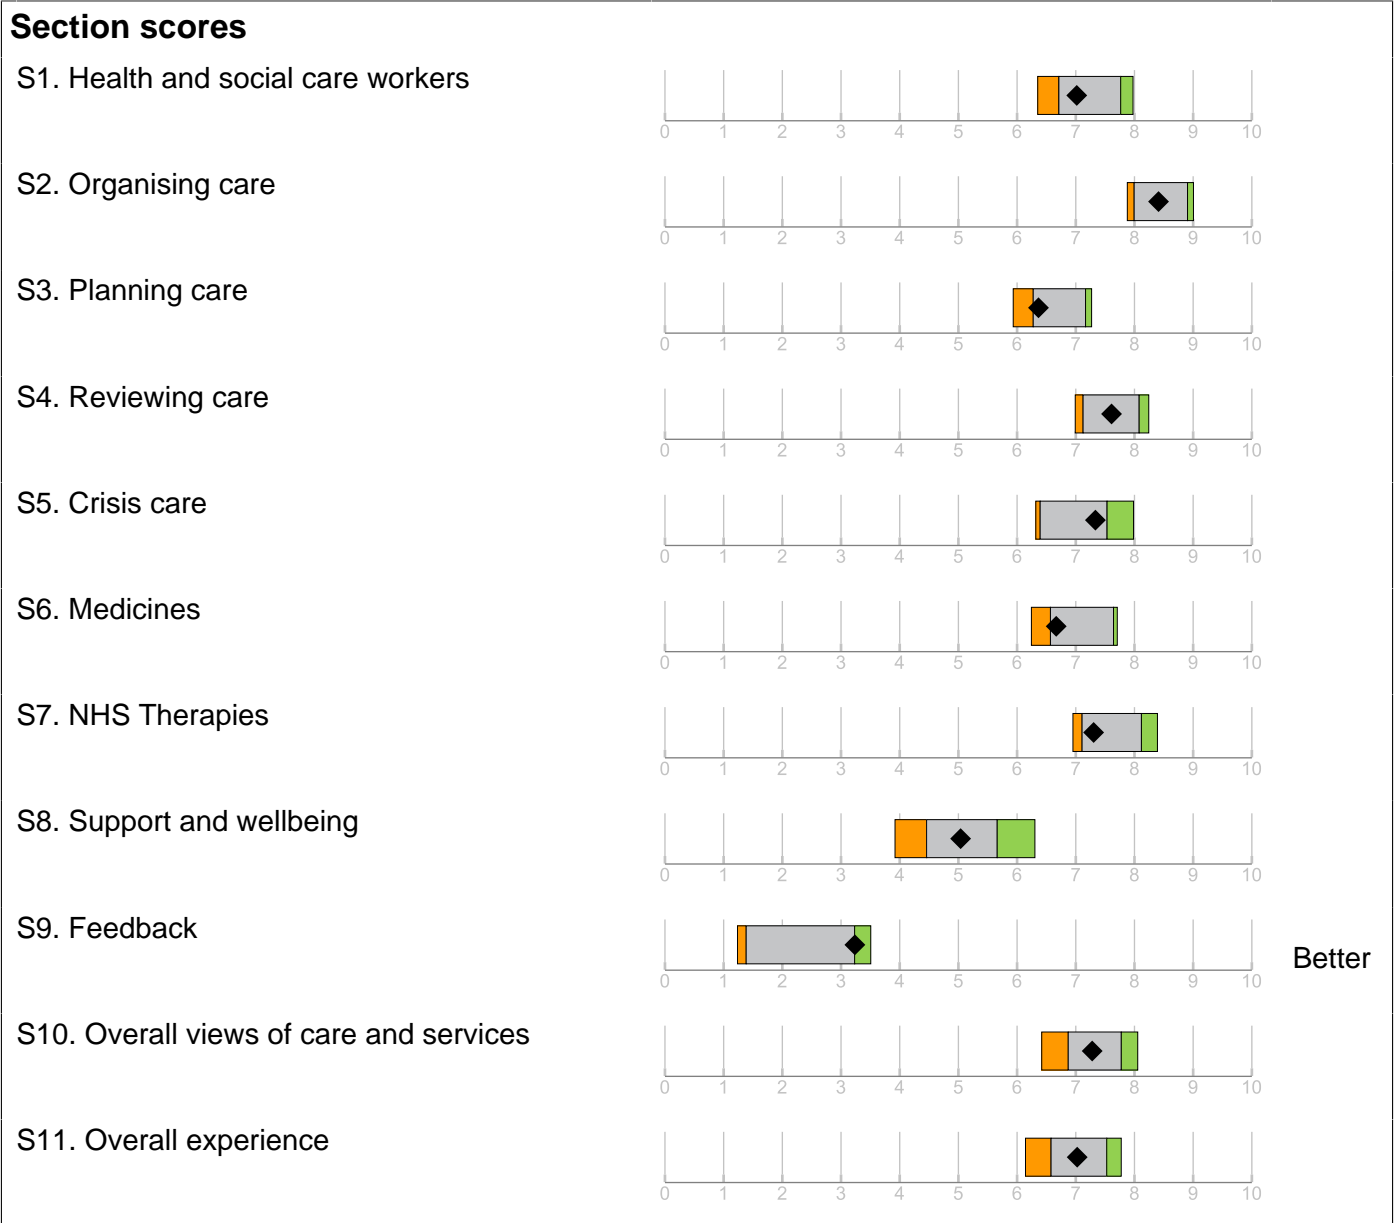 Section scores
S1. Health and social care workers
0 1 2 3 4 5 6 7 8 9 10
S2. Organising care
0 1 2 3 4 5 6 7 8 9 10
S3. Planning care
0 1 2 3 4 5 6 7 8 9 10
S4. Reviewing care
0 1 2 3 4 5 6 7 8 9 10
S5. Crisis care
0 1 2 3 4 5 6 7 8 9 10
S6. Medicines
0 1 2 3 4 5 6 7 8 9 10
S7. NHS Therapies
0 1 2 3 4 5 6 7 8 9 10
S8. Support and wellbeing
0 1 2 3 4 5 6 7 8 9 10
S9. Feedback
Better
0 1 2 3 4 5 6 7 8 9 10
S10. Overall views of care and services
0 1 2 3 4 5 6 7 8 9 10
S11. Overall experience
0 1 2 3 4 5 6 7 8 9 10